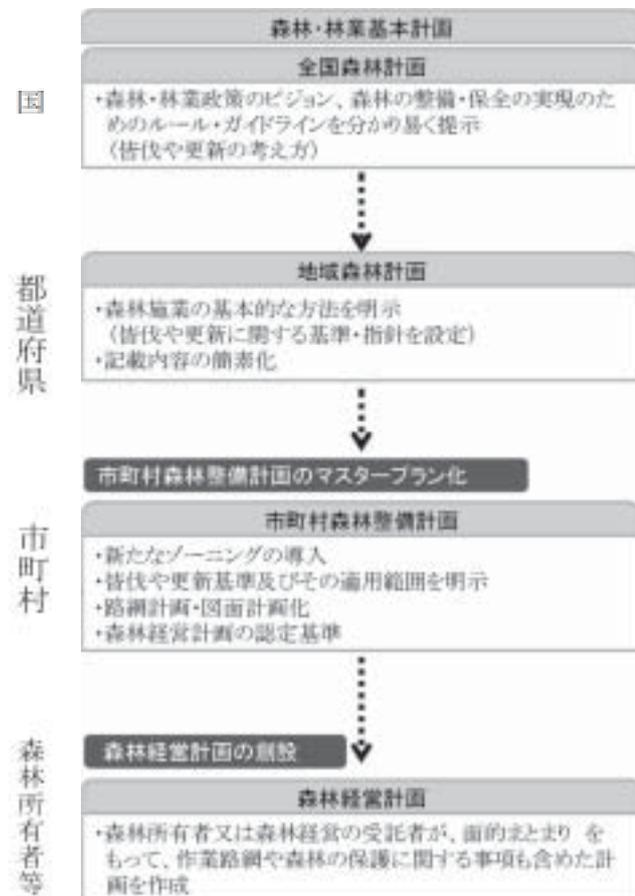 森林・林業基本計画
国
全国森林計画
・森林・林業政策のビジョン、森林の整備・保全の実現のた
めのルール・ガイドラインを分かり易く提示
（皆伐や更新の考え方）
都道府県
地域森林計画
・森林施業の基本的な方法を明示
（皆伐や更新に関する基準・指針を設定）
・記載内容の簡素化
市町村森林整備計画のマスタープラン化
市町村
市町村森林整備計画
・新たなゾーニングの導入
・皆伐や更新基準及びその適用範囲を明示
・路網計画・図面計画化
・森林経営計画の認定基準
森林経営計画の創設
森林所有者等
森林経営計画
・森林所有者又は森林経営の受託者が、面的まとまり を
もって、作業路網や森林の保護に関する事項も含めた計
画を作成